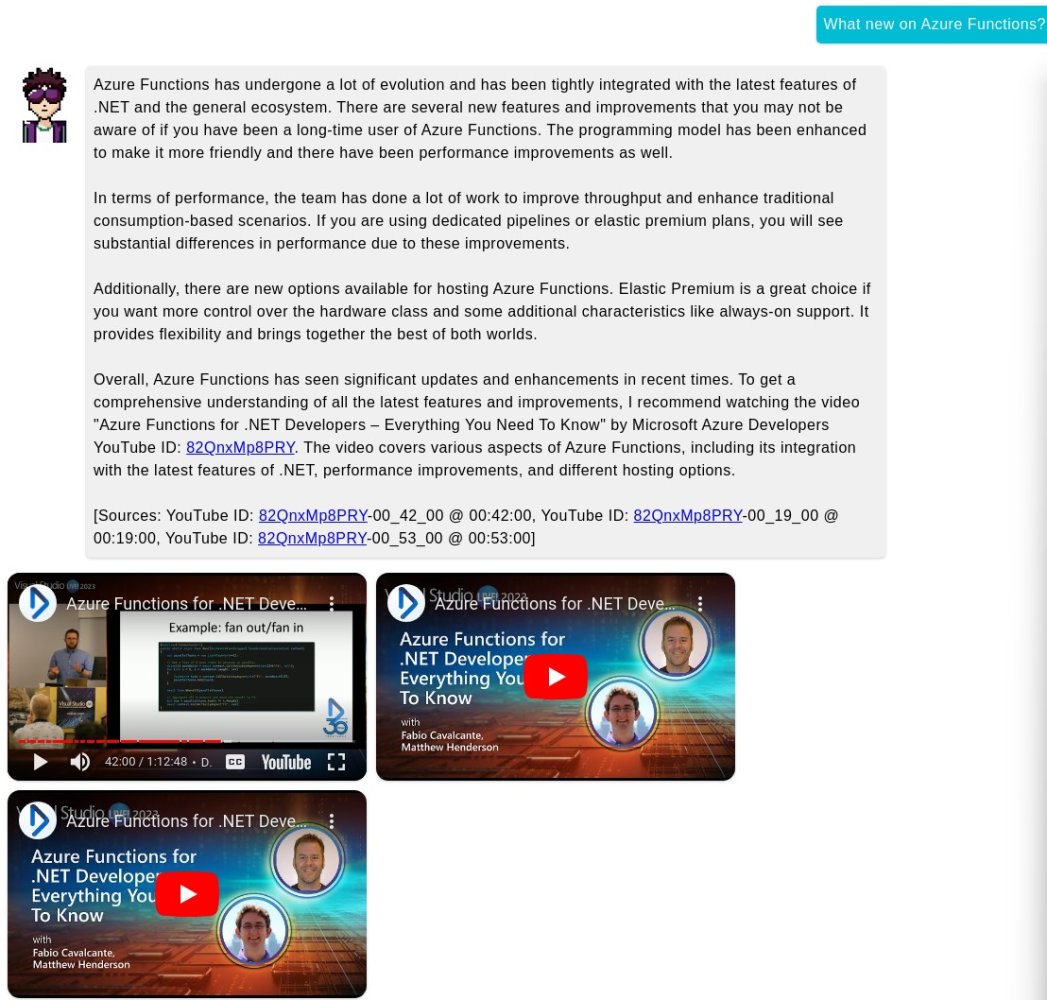 What new on Azure Functions?
Azure Functions has undergone a lot of evolution and has been tightly integrated with the latest features of
.NET and the general ecosystem. There are several new features and improvements that you may not be
aware of if you have been a long-time user of Azure Functions. The programming model has been enhanced
to make it more friendly and there have been performance improvements as well.
In terms of performance, the team has done a lot of work to improve throughput and enhance traditional
consumption-based scenarios. If you are using dedicated pipelines or elastic premium plans, you will see
substantial differences in performance due to these improvements.
Additionally, there are new options available for hosting Azure Functions. Elastic Premium is a great choice if
you want more control over the hardware class and some additional characteristics like always-on support. It
provides flexibility and brings together the best of both worlds.
Overall, Azure Functions has seen significant updates and enhancements in recent times. To get a
comprehensive understanding of all the latest features and improvements, I recommend watching the video
"Azure Functions for .NET Developers – Everything You Need To Know" by Microsoft Azure Developers
YouTube ID: 82QnxMp8PRY. The video covers various aspects of Azure Functions, including its integration
with the latest features of .NET, performance improvements, and different hosting options.
[Sources: YouTube ID: 82QnxMp8PRY-00_42_00 @ 00:42:00, YouTube ID: 82QnxMp8PRY-00_19_00 @
00:19:00, YouTube ID: 82QnxMp8PRY-00_53_00 @ 00:53:00]
Visual Studio LIVE! 2023
Azure Functions for .NET Deve...
Example: fan out/fan in
Visual Studio
36
42:00 / 1:12:48 • D.
CC
YouTube
Visual Studio LIVE! 2023
Azure Functions for .NET Deve...
Azure Functions for
.NET Develope
Everything You
To Know
with
Fabio Cavalcante,
Matthew Henderson
Visual Studio LIVE! 2023
Azure Functions for .NET Deve...
Azure Functions for
.NET Develope
Everything You
To Know
with
Fabio Cavalcante,
Matthew Henderson